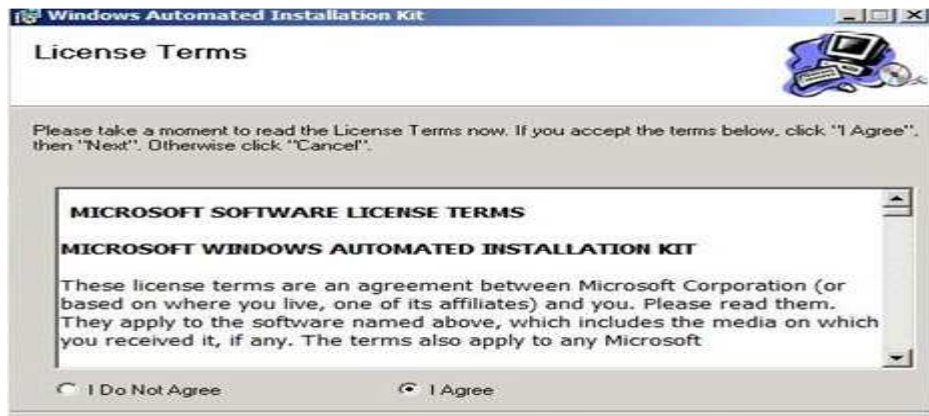 Windows Automated Installation Kit
License Terms
Please take a moment to read the License Terms now. If you accept the terms below, click "I Agree",
then "Next". Otherwise click "Cancel".
MICROSOFT SOFTWARE LICENSE TERMS
MICROSOFT WINDOWS AUTOMATED INSTALLATION KIT
These license terms are an agreement between Microsoft Corporation (or
based on where you live, one of its affiliates) and you. Please read them.
They apply to the software named above, which includes the media on which
you received it, if any. The terms also apply to any Microsoft
I Do Not Agree I Agree